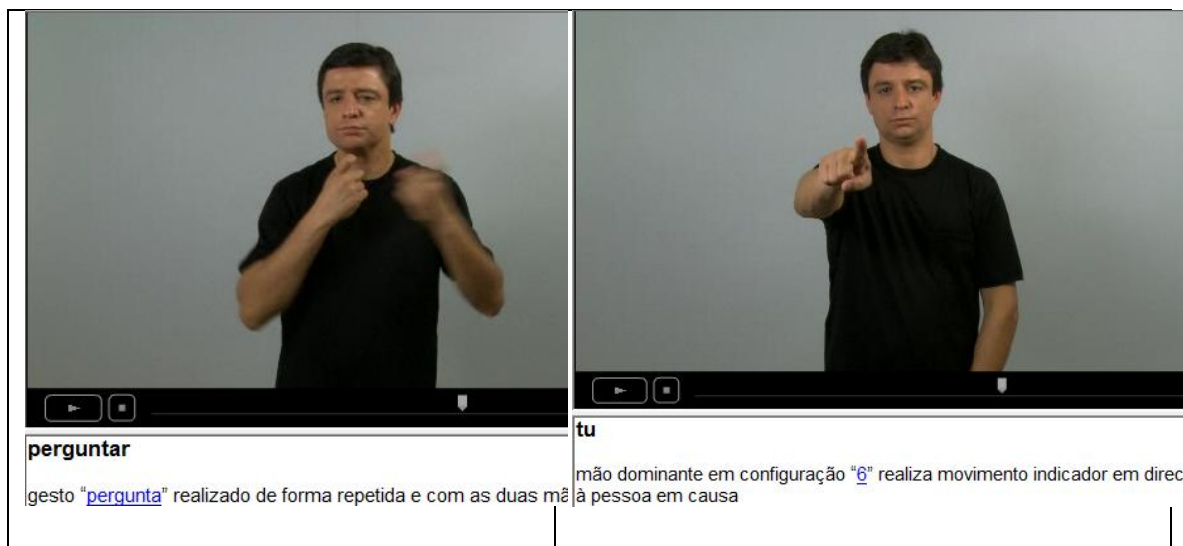 perguntar
gesto “pergunta” realizado de forma repetida e com as duas mã
tu
mão dominante em configuração “6” realiza movimento indicador em direc
à pessoa em causa